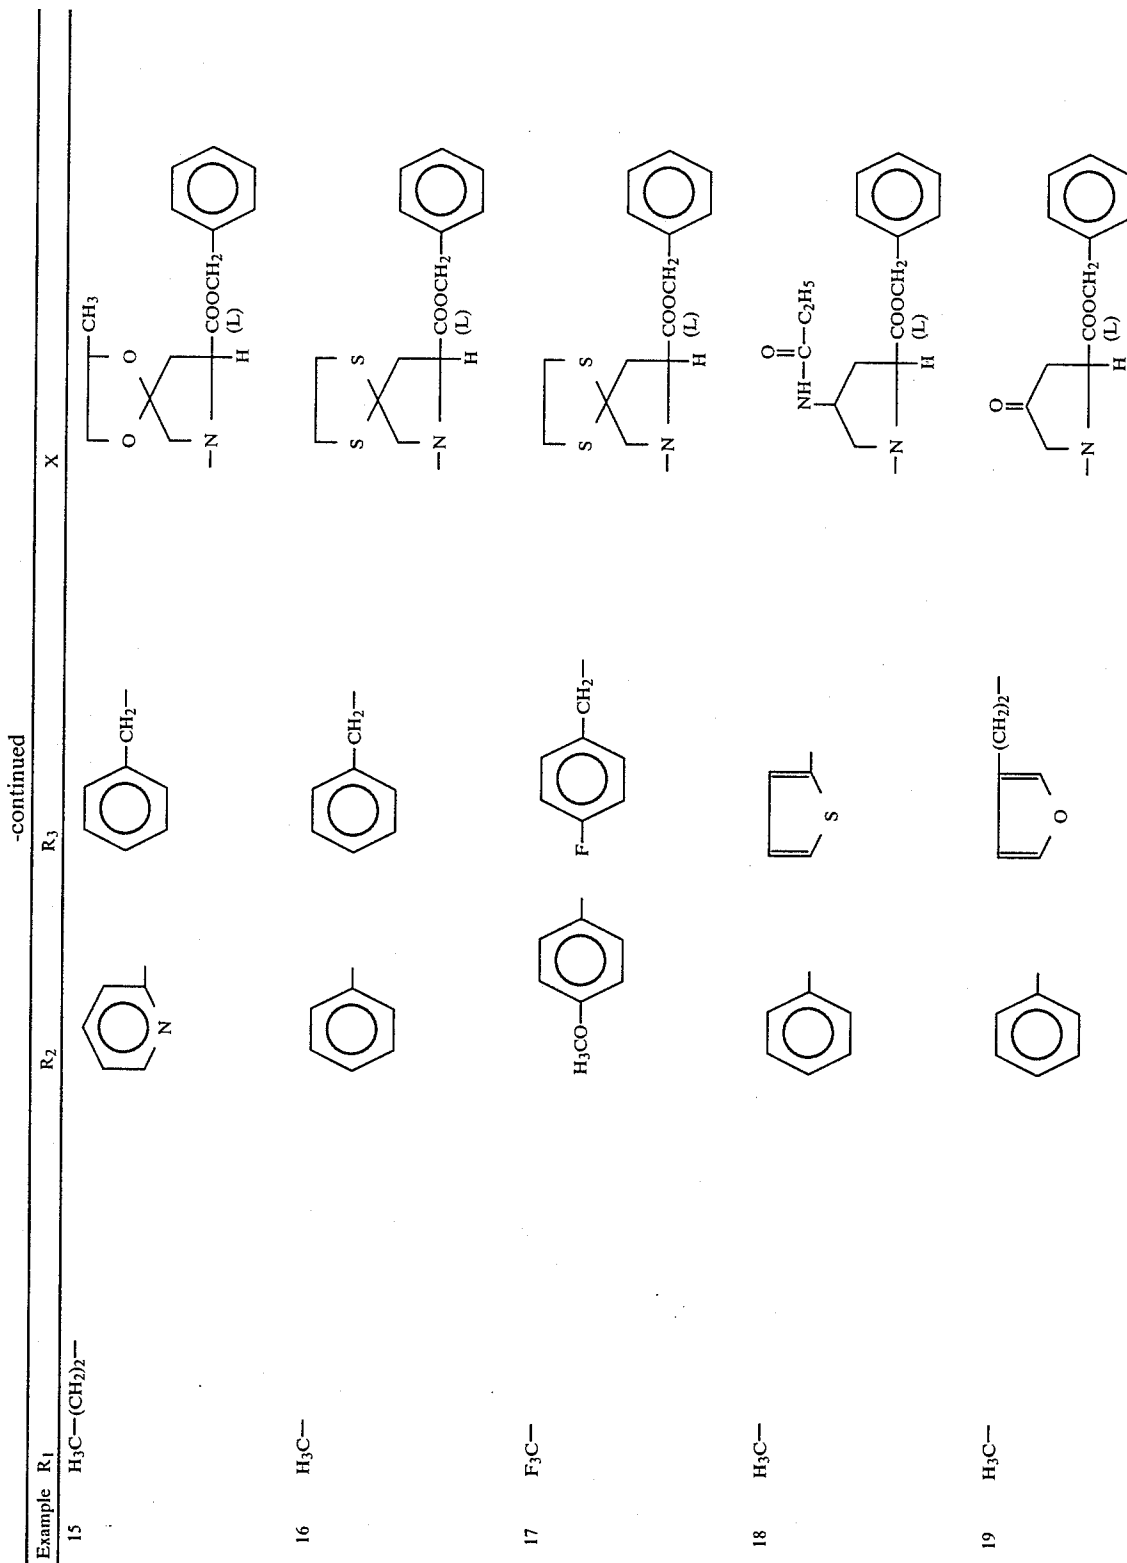 -continued
Example R1 R2 R3 X
15 H3C—(CH2)2— N CH2— O O CH3 —N COOCH2— (L) H
16 H3C— CH2— S S —N COOCH2— (L) H
17 F3C— H3CO— F— CH2— S S —N COOCH2— (L) H
18 H3C— S NH—C—C2H5 O —N COOCH2— (L) H
19 H3C— O (CH2)2— O —N COOCH2— (L) H